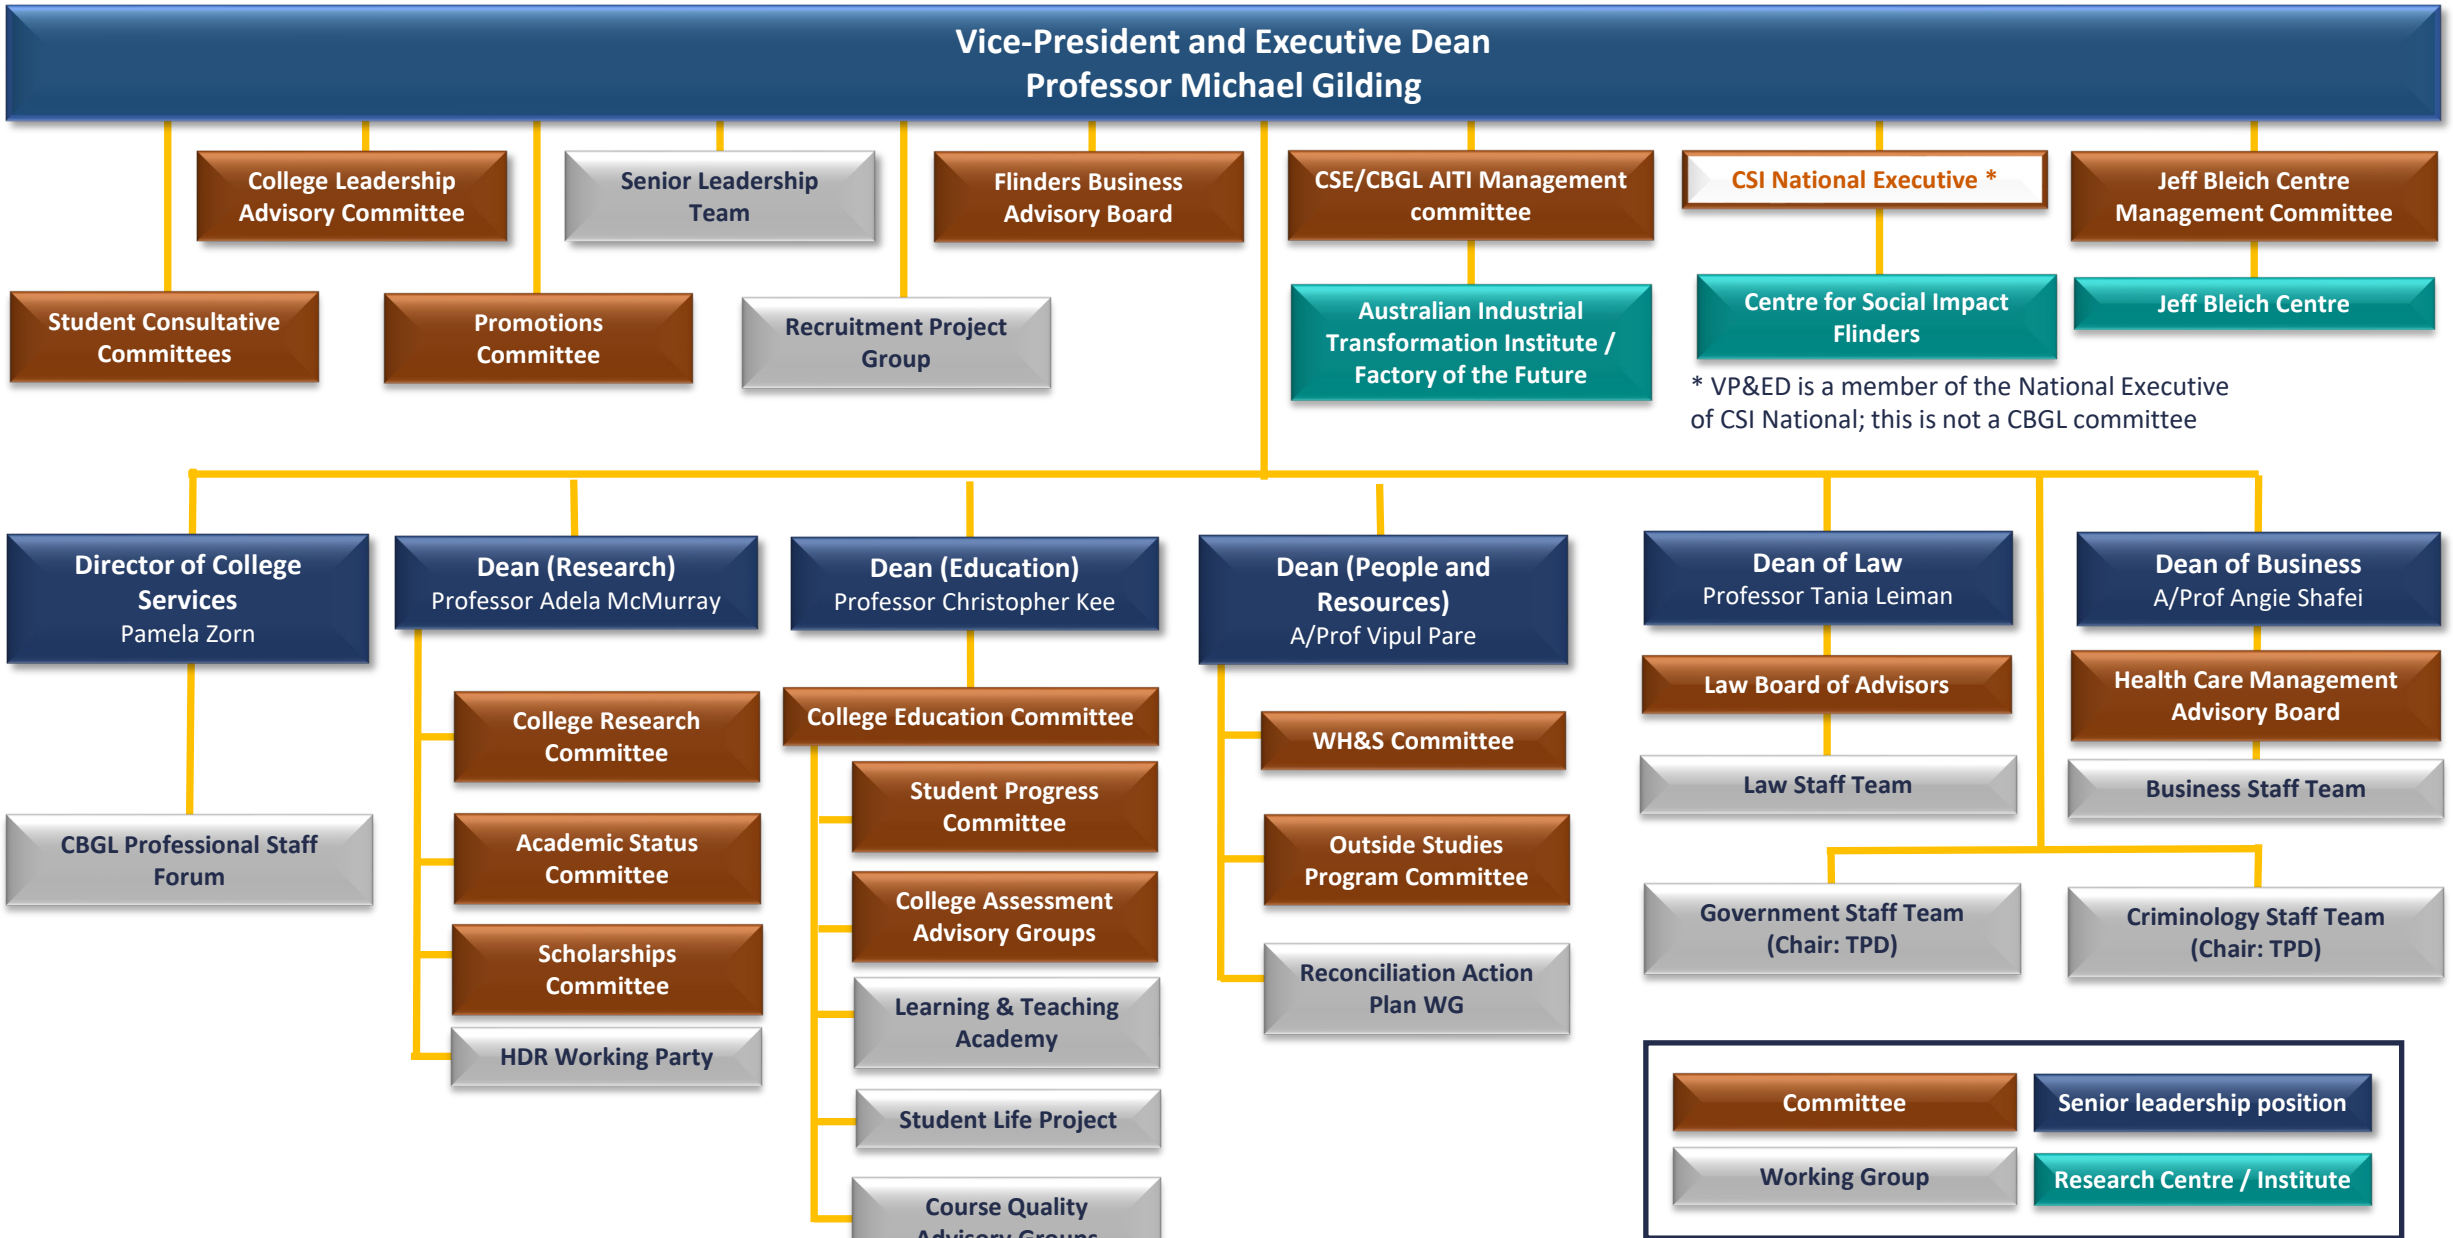 Vice-President and Executive Dean
Professor Michael Gilding
College Leadership
Advisory Committee
Senior Leadership
Team
Flinders Business
Advisory Board
CSE/CBGL AITI Management
committee
CSI National Executive *
Jeff Bleich Centre
Management Committee
Student Consultative
Committees
Promotions
Committee
Recruitment Project
Group
Australian Industrial
Transformation Institute /
Factory of the Future
Centre for Social Impact
Flinders
Jeff Bleich Centre
* VP&ED is a member of the National Executive
of CSI National; this is not a CBGL committee
Director of College
Services
Pamela Zorn
Dean (Research)
Professor Adela McMurray
Dean (Education)
Professor Christopher Kee
Dean (People and
Resources)
A/Prof Vipul Pare
Dean of Law
Professor Tania Leiman
Dean of Business
A/Prof Angie Shafei
CBGL Professional Staff
Forum
College Research
Committee
Academic Status
Committee
Scholarships
Committee
HDR Working Party
College Education Committee
Student Progress
Committee
College Assessment
Advisory Groups
Learning & Teaching
Academy
Student Life Project
Course Quality
Advisory Groups
WH&S Committee
Outside Studies
Program Committee
Reconciliation Action
Plan WG
Law Board of Advisors
Law Staff Team
Health Care Management
Advisory Board
Business Staff Team
Government Staff Team
(Chair: TPD)
Criminology Staff Team
(Chair: TPD)
Committee
Senior leadership position
Working Group
Research Centre / Institute